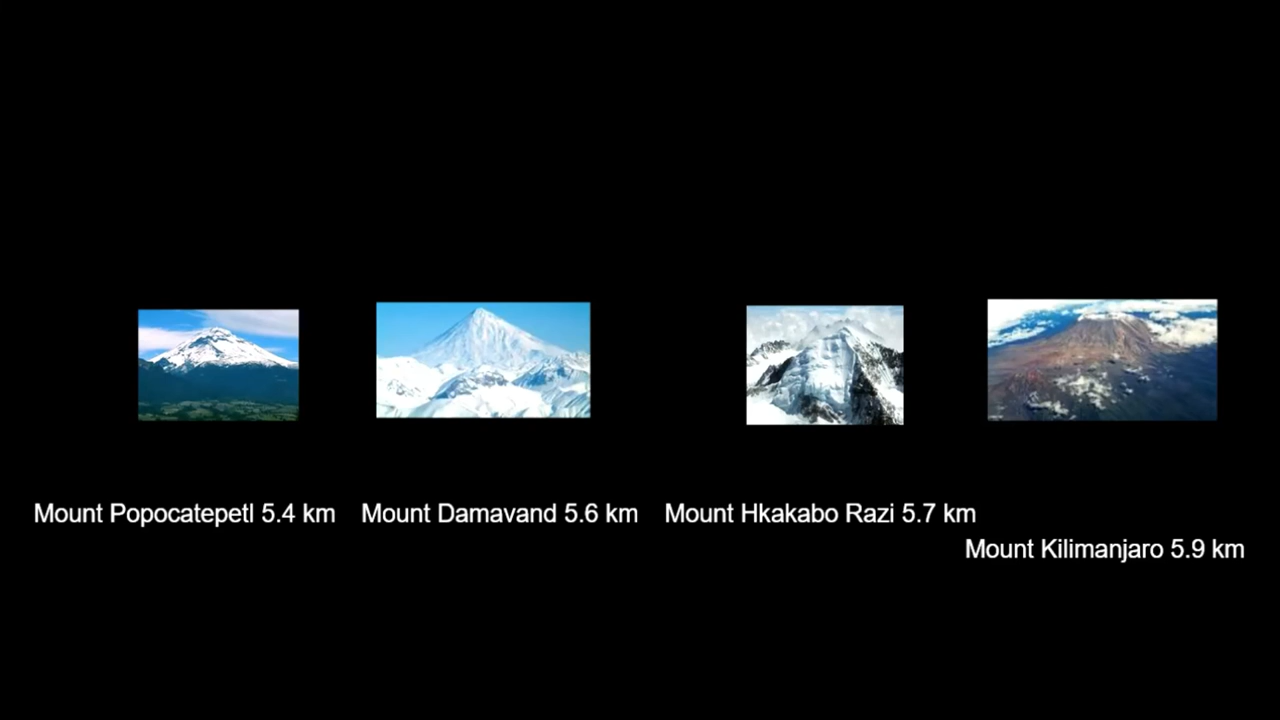 Mount Popocatepetl 5.4 km
Mount Damavand 5.6 km
Mount Hkakabo Razi 5.7 km
Mount Kilimanjaro 5.9 km